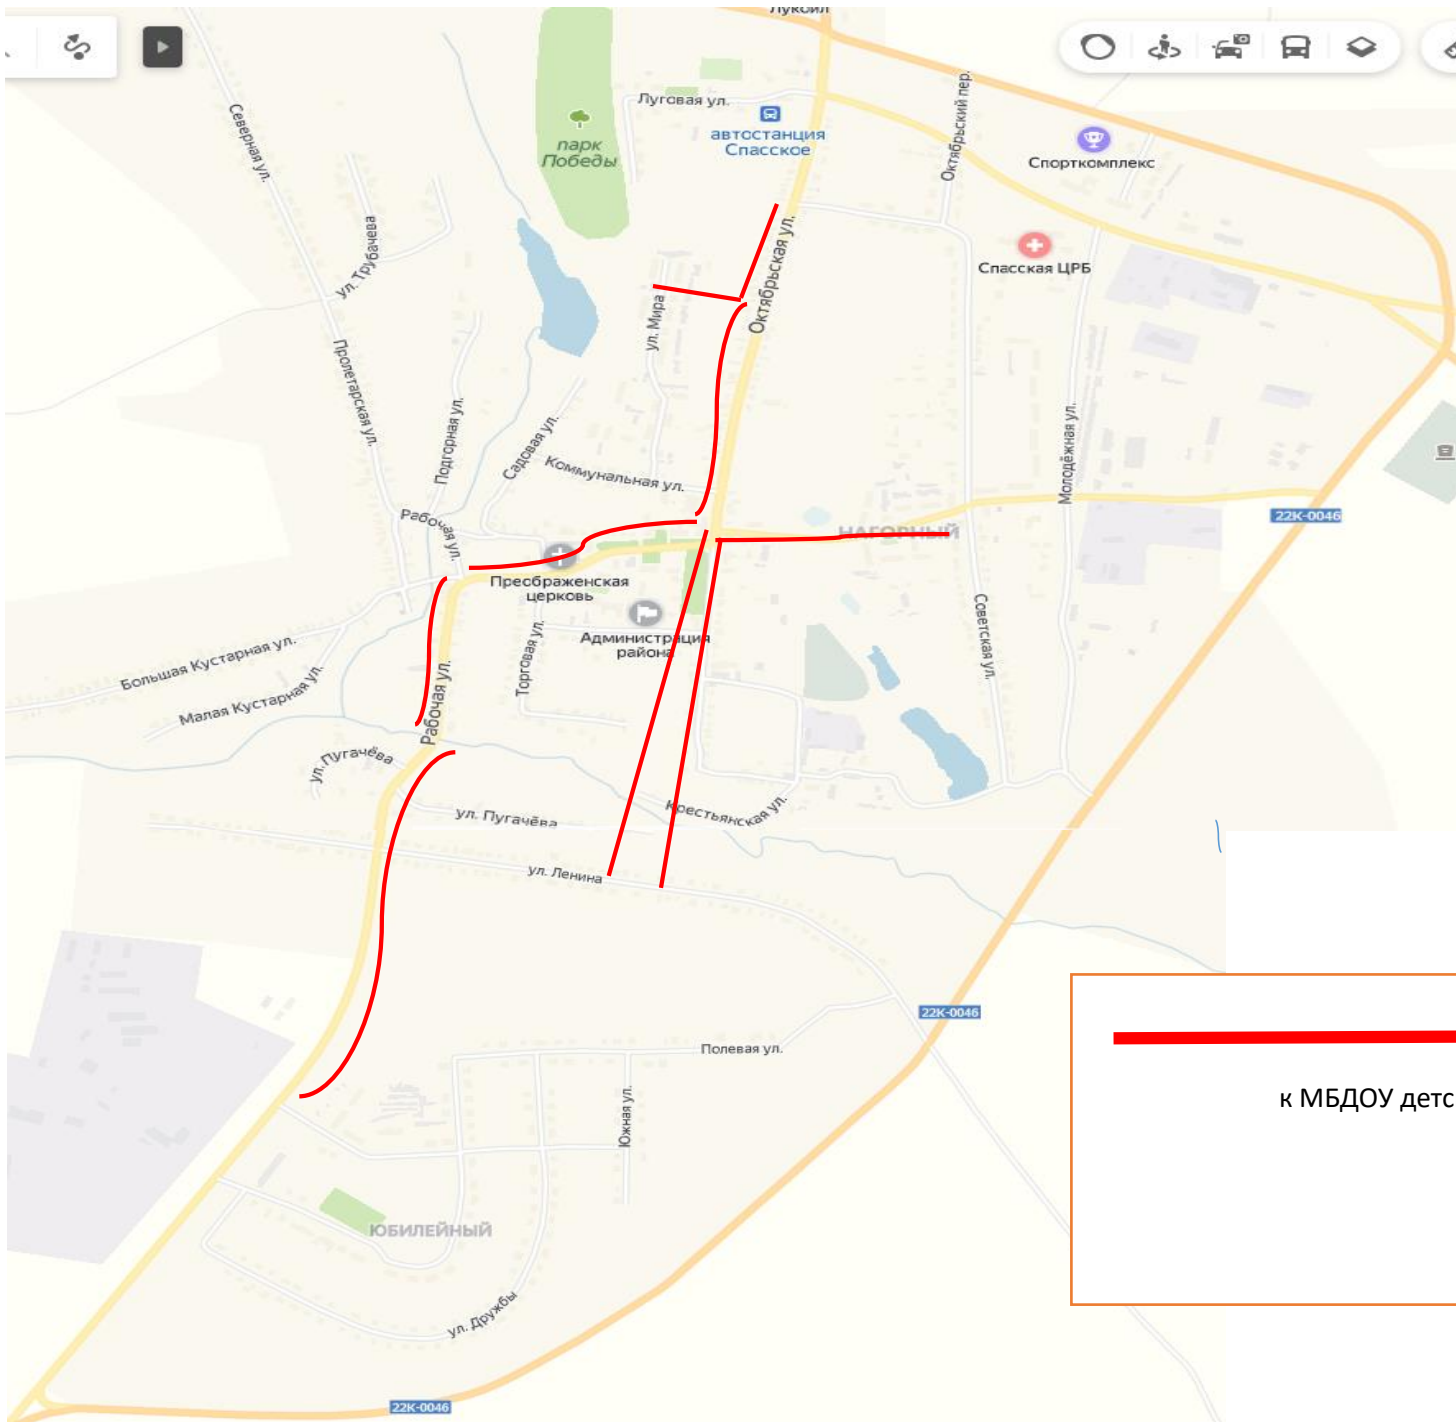 Лукойл
Луговая ул.
автостанция
Спасское
парк
Победы
Октябрьский пер.
Спорткомплекс
Северная ул.
ул. Трубачева
Октябрьская ул.
Спасская ЦРБ
ул. Мира
Пролетарская ул.
Подгорная ул.
Садовая ул.
Коммунальная ул.
Молодёжная ул.
Рабочая ул.
22К-0046
НАГОРНЫЙ
Преображенская
церковь
Администрация
района
Торговая ул.
Советская ул.
Большая Кустарная ул.
Малая Кустарная ул.
Рабочая ул.
ул. Пугачёва
ул. Пугачёва
Крестьянская ул.
ул. Ленина
22К-0046
Полевая ул.
Южная ул.
к МБДОУ детс
ЮБИЛЕЙНЫЙ
ул. Дружбы
22К-0046